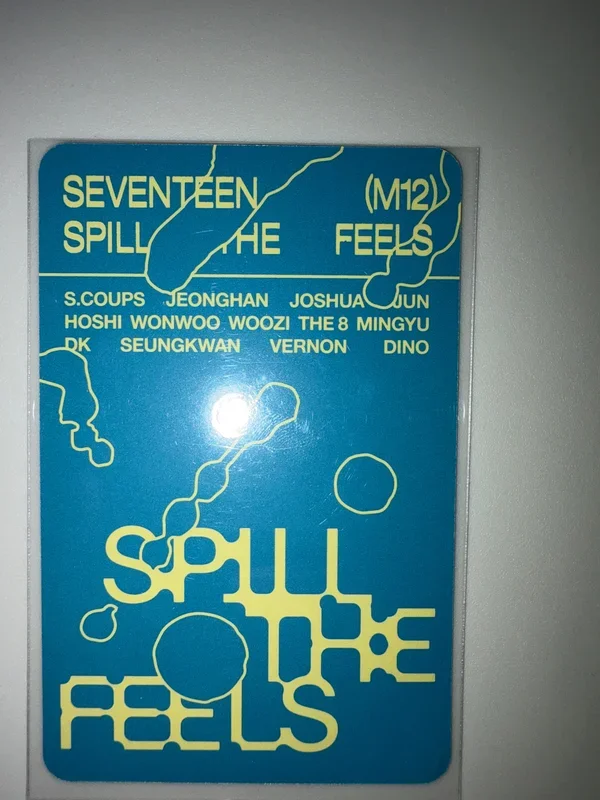 SEVENTEEN (M12)
SPILL THE FEELS
S.COUPS JEONGHAN JOSHUA JUN
HOSHI WONWOO WOOZI THE 8 MINGYU
DK SEUNGKWAN VERNON DINO
SPILL
THE
FEELS